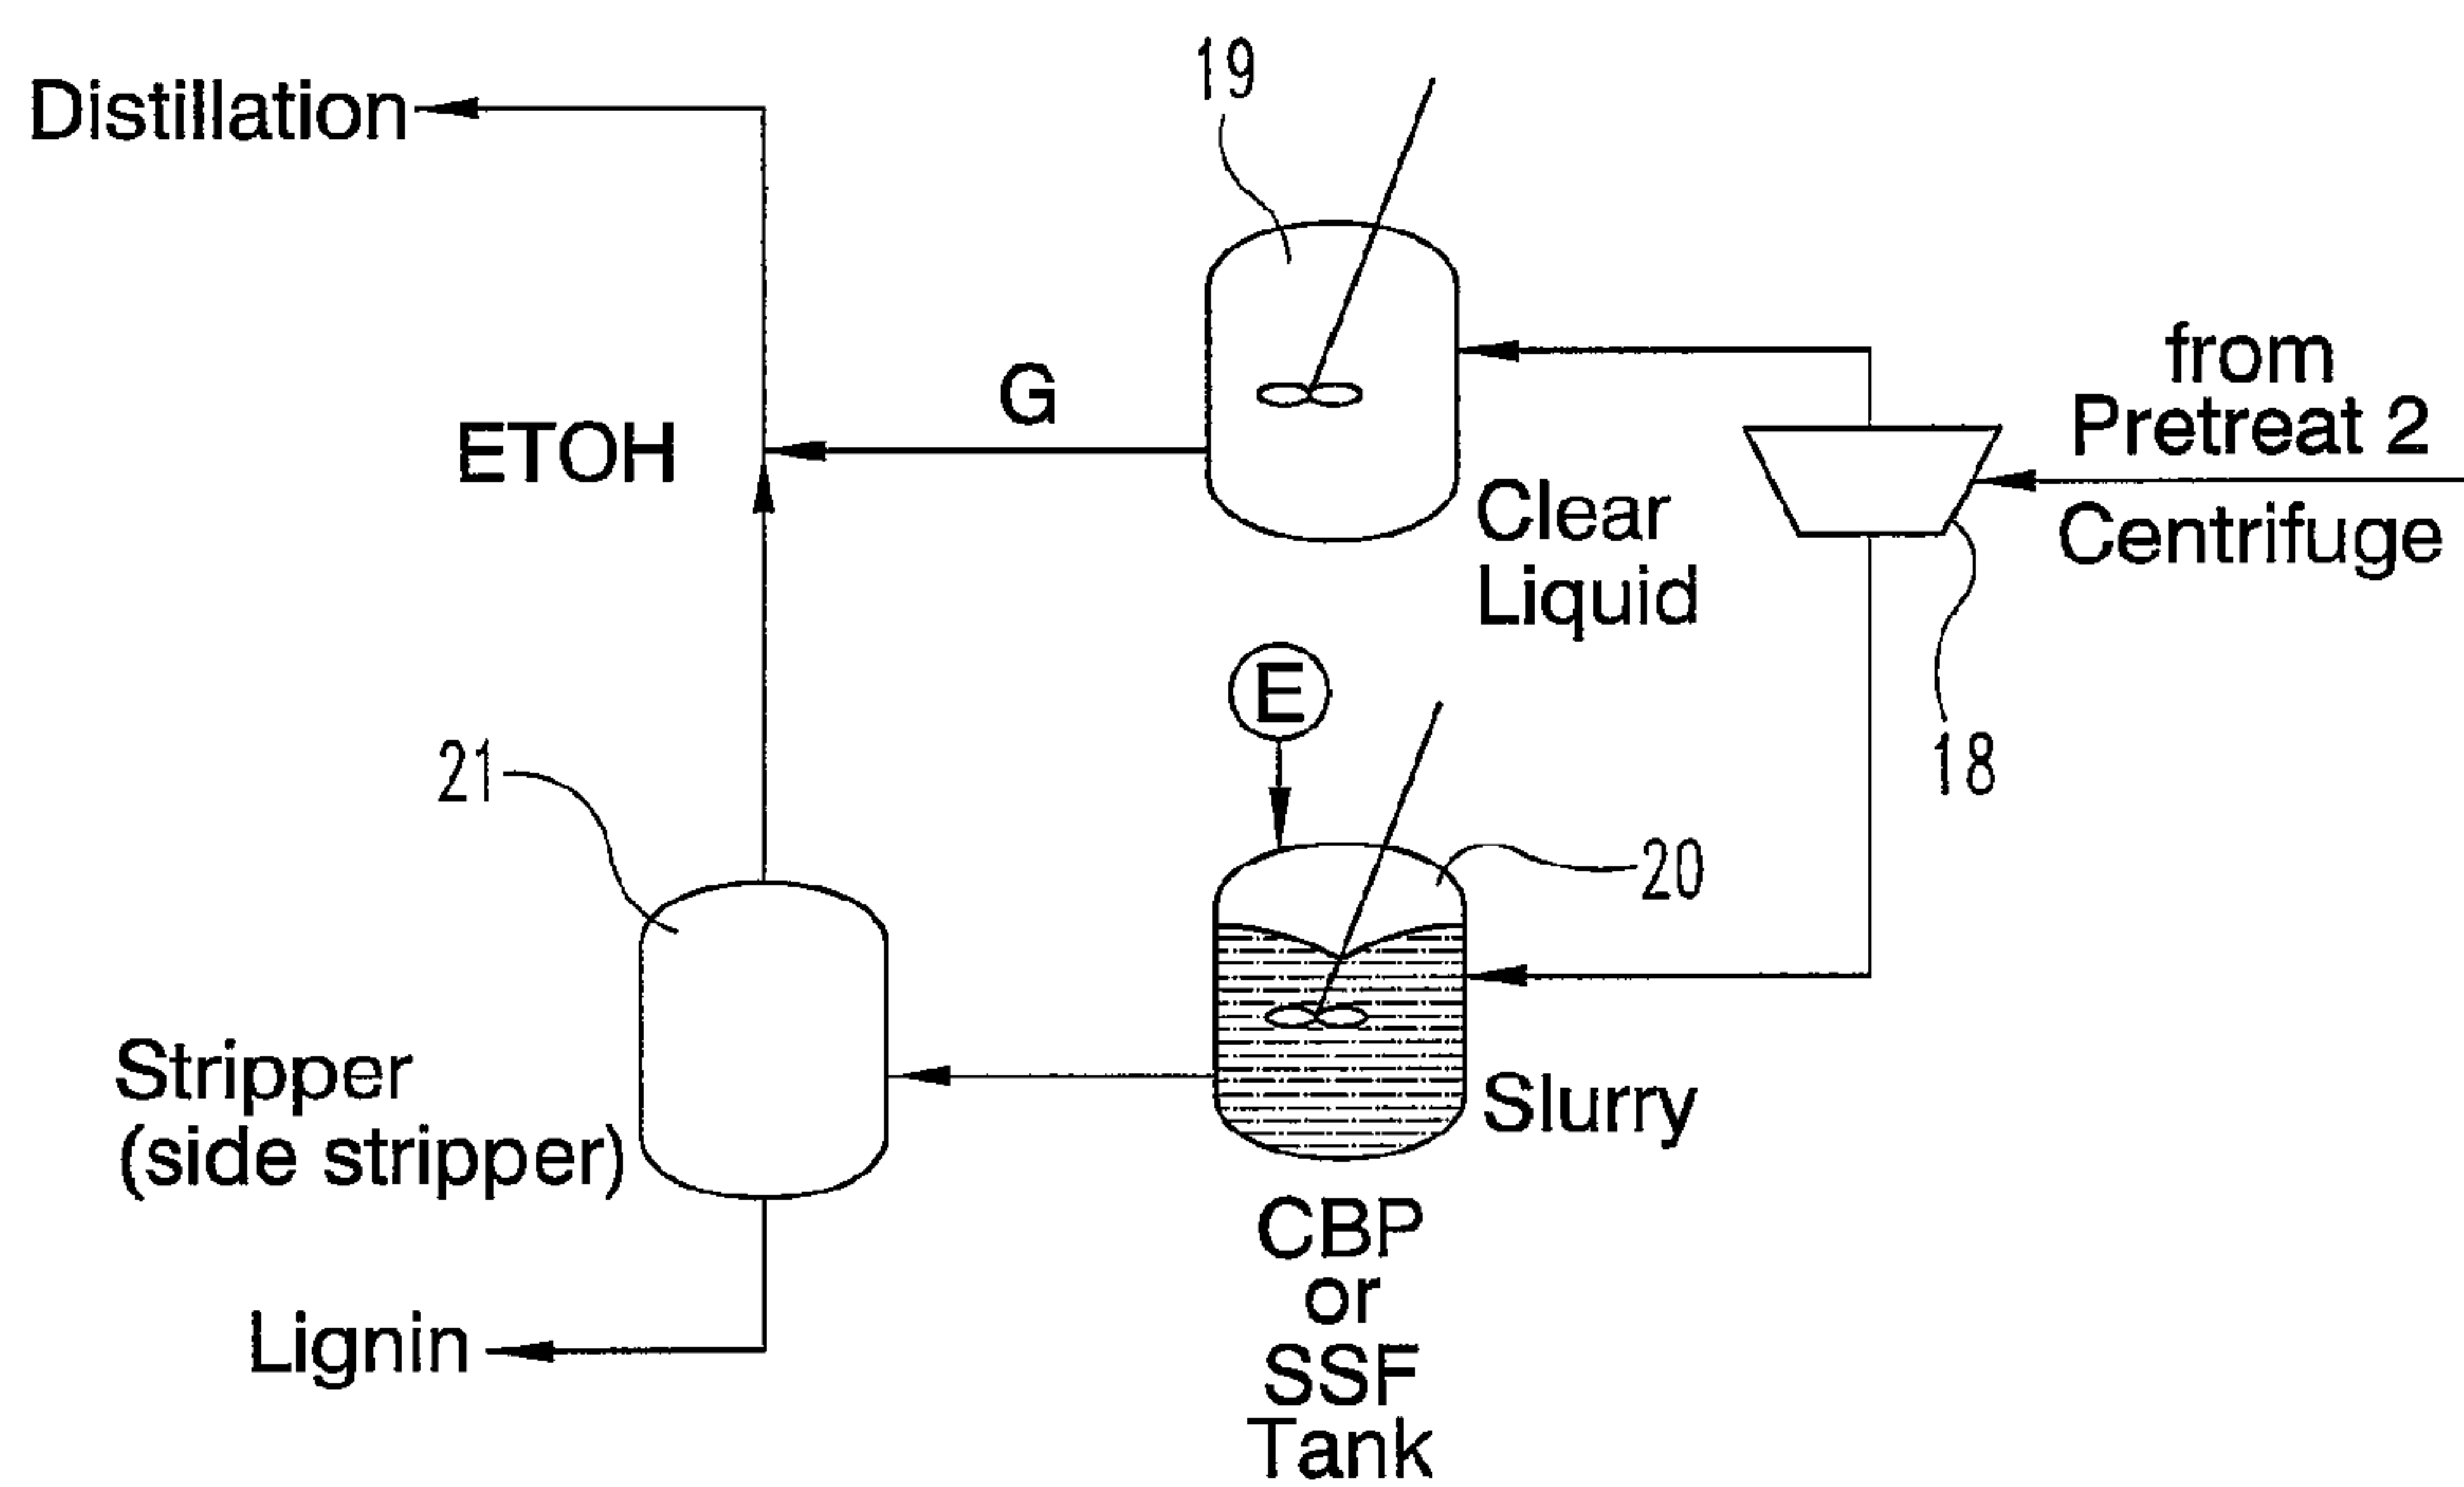 19
Distillation
from
Pretreat 2
G
ETOH
Clear
Liquid
Centrifuge
E
18
21
20
Stripper
(side stripper)
Slurry
CBP
or
SSF
Tank
Lignin